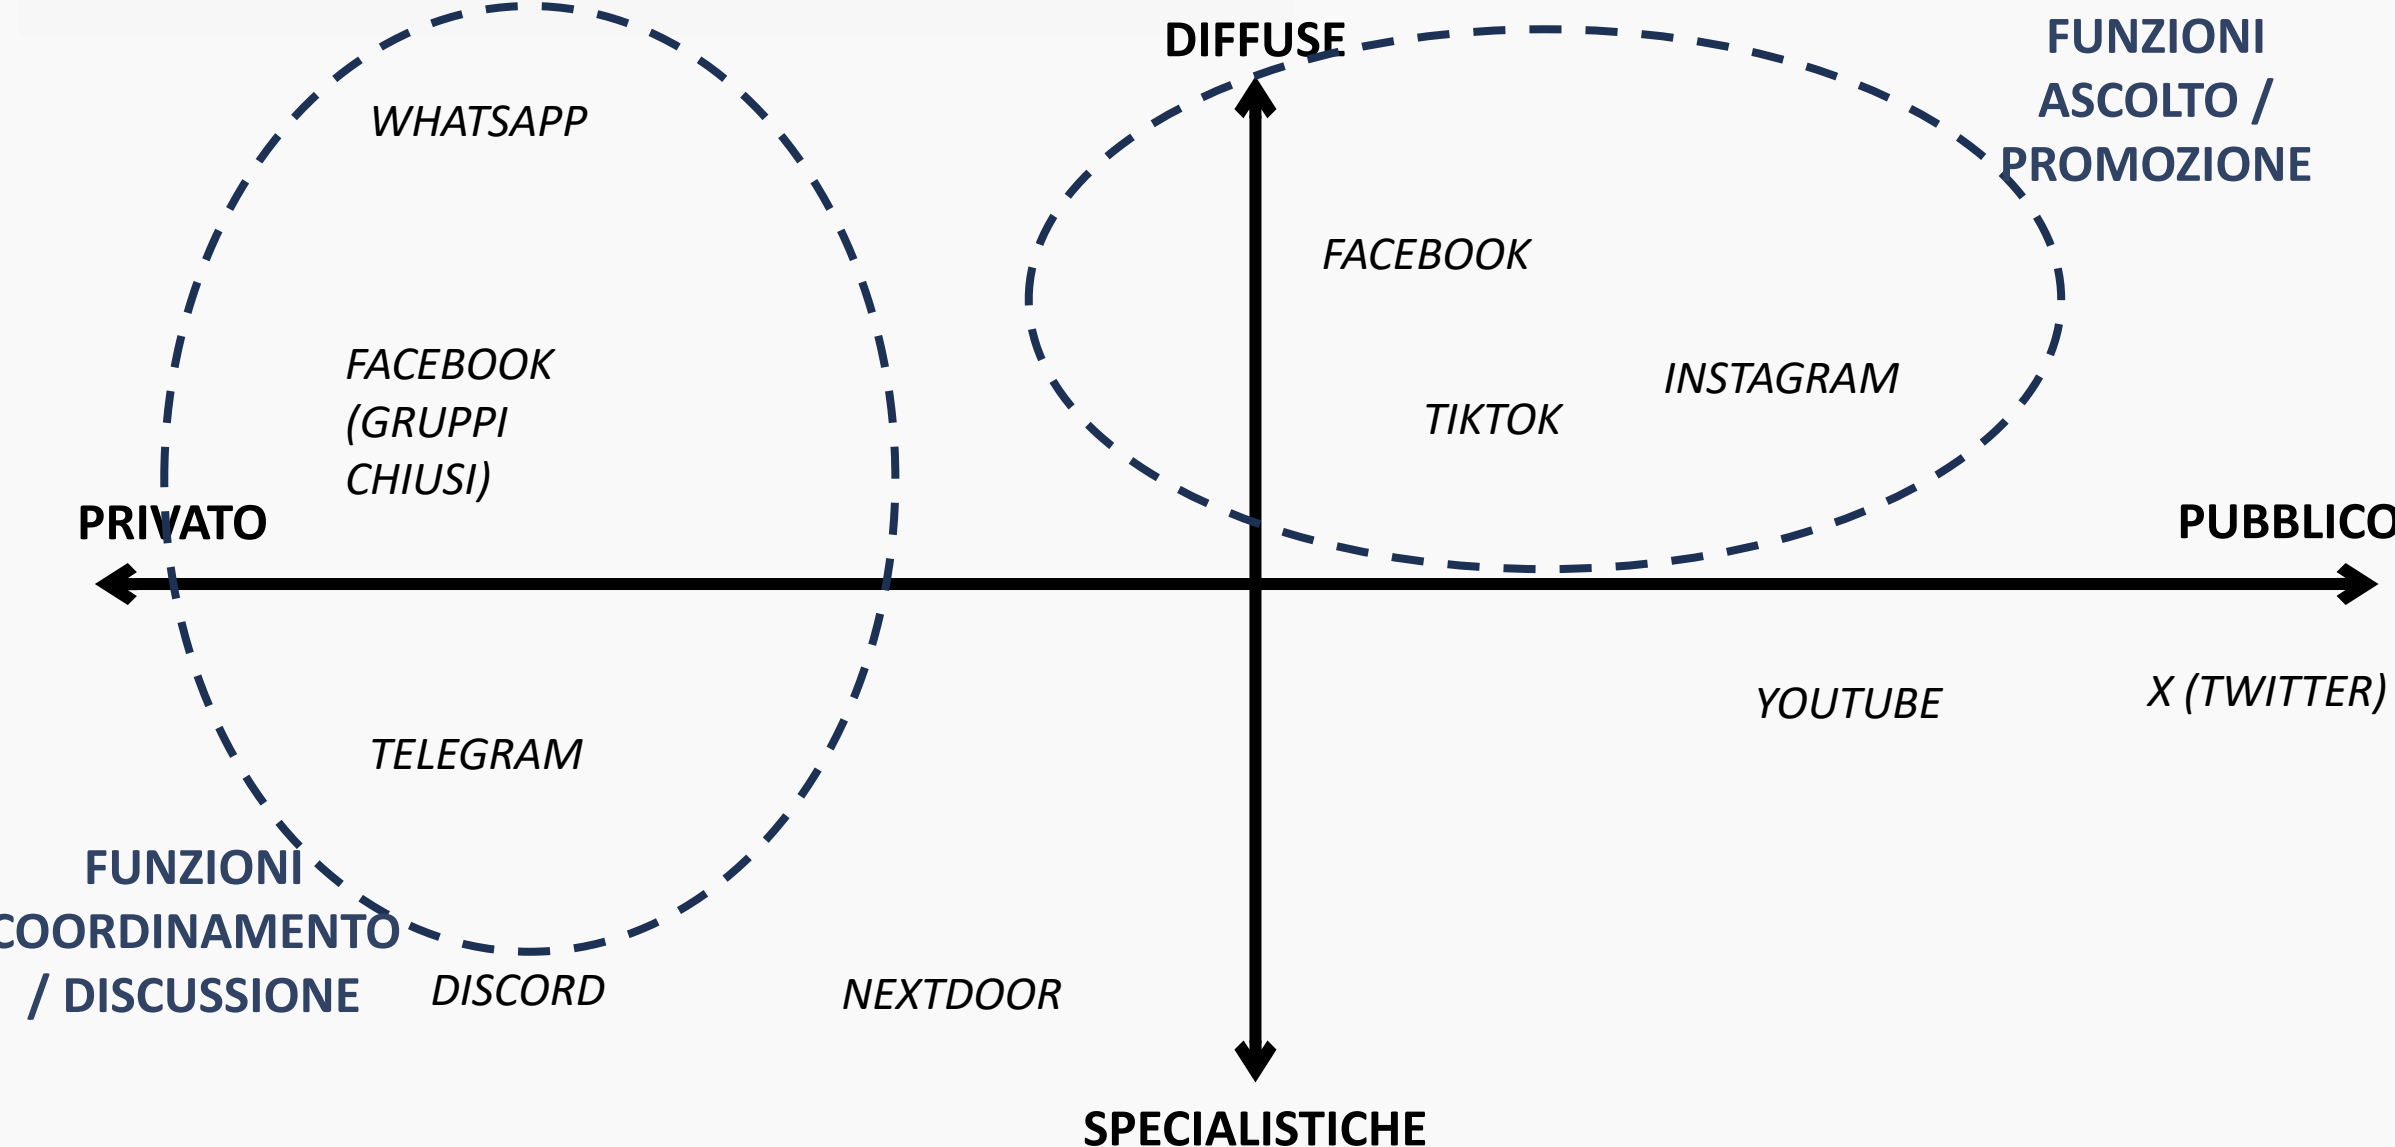 DIFFUSE
FUNZIONI
ASCOLTO /
PROMOZIONE
WHATSAPP
FACEBOOK
FACEBOOK
(GRUPPI
CHIUSI)
INSTAGRAM
TIKTOK
PRIVATO
PUBBLICO
YOUTUBE
X (TWITTER)
TELEGRAM
FUNZIONI
COORDINAMENTO
/ DISCUSSIONE
DISCORD
NEXTDOOR
SPECIALISTICHE